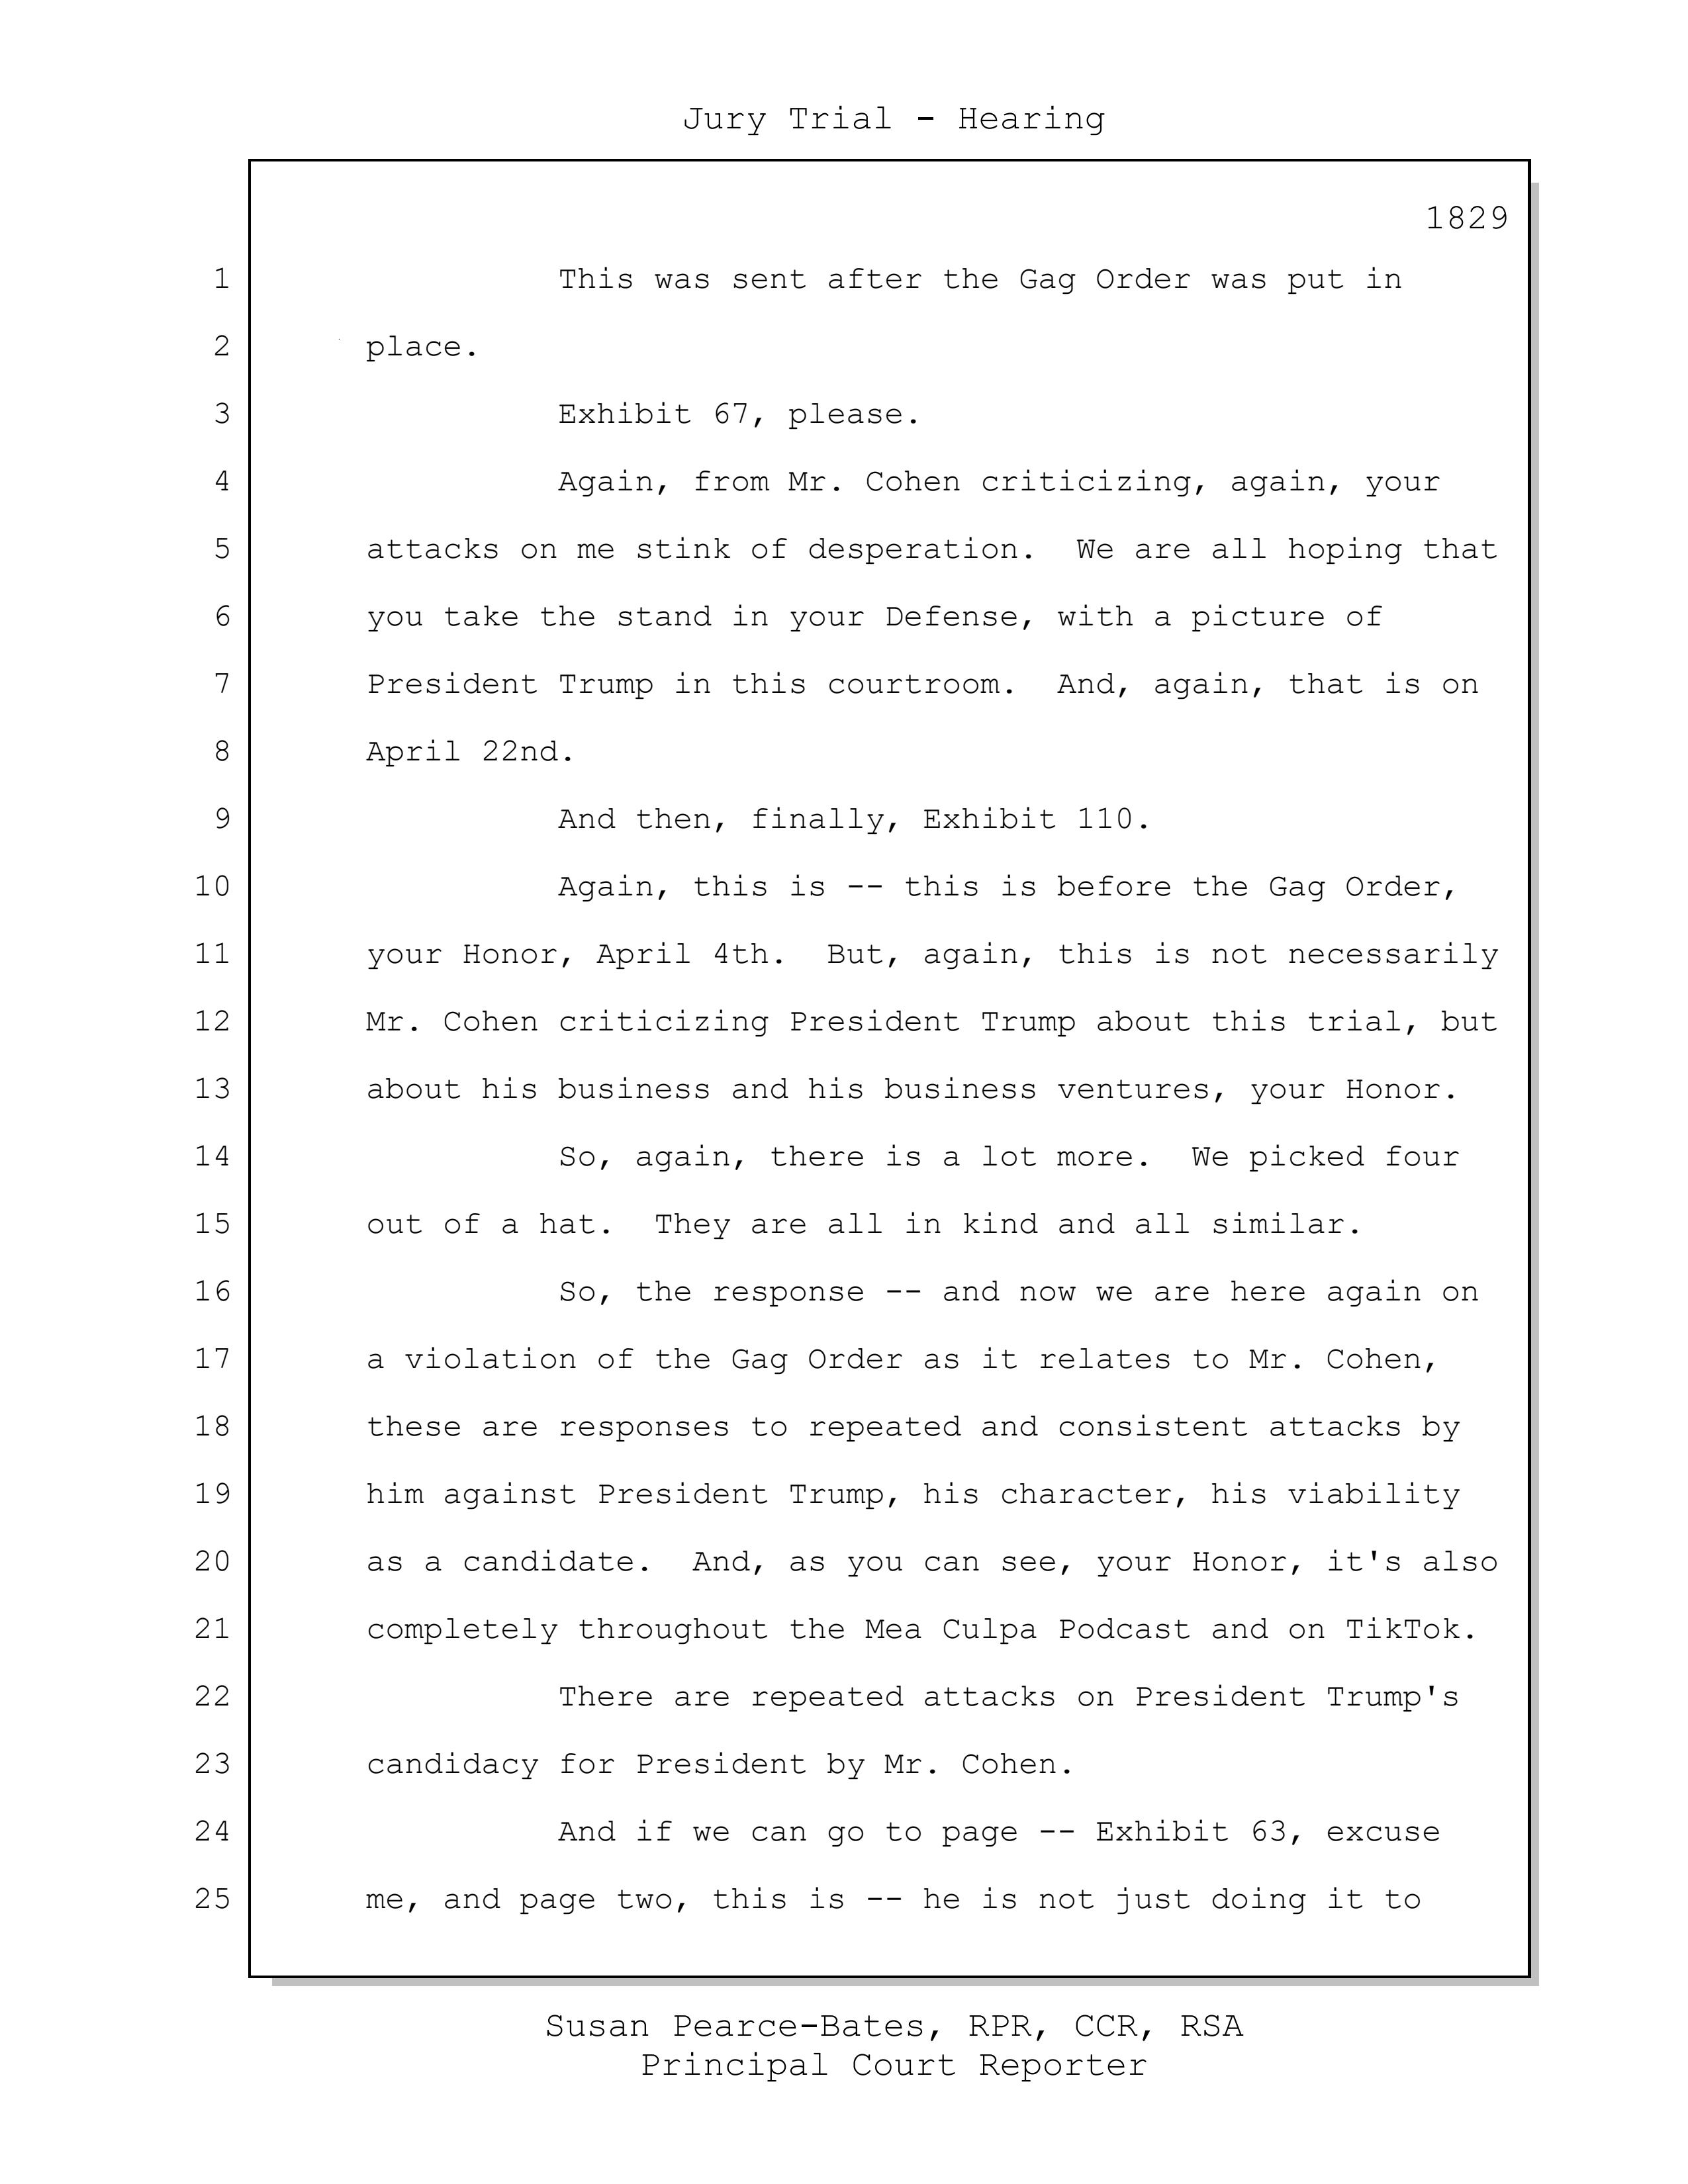 Jury Trial - Hearing
1829
1 This was sent after the Gag Order was put in
2 place.
3 Exhibit 67, please.
4 Again, from Mr. Cohen criticizing, again, your
5 attacks on me stink of desperation. We are all hoping that
6 you take the stand in your Defense, with a picture of
7 President Trump in this courtroom. And, again, that is on
8 April 22nd.
9 And then, finally, Exhibit 110.
10 Again, this is -- this is before the Gag Order,
11 your Honor, April 4th. But, again, this is not necessarily
12 Mr. Cohen criticizing President Trump about this trial, but
13 about his business and his business ventures, your Honor.
14 So, again, there is a lot more. We picked four
15 out of a hat. They are all in kind and all similar.
16 So, the response -- and now we are here again on
17 a violation of the Gag Order as it relates to Mr. Cohen,
18 these are responses to repeated and consistent attacks by
19 him against President Trump, his character, his viability
20 as a candidate. And, as you can see, your Honor, it's also
21 completely throughout the Mea Culpa Podcast and on TikTok.
22 There are repeated attacks on President Trump's
23 candidacy for President by Mr. Cohen.
24 And if we can go to page -- Exhibit 63, excuse
25 me, and page two, this is -- he is not just doing it to
Susan Pearce-Bates, RPR, CCR, RSA
Principal Court Reporter